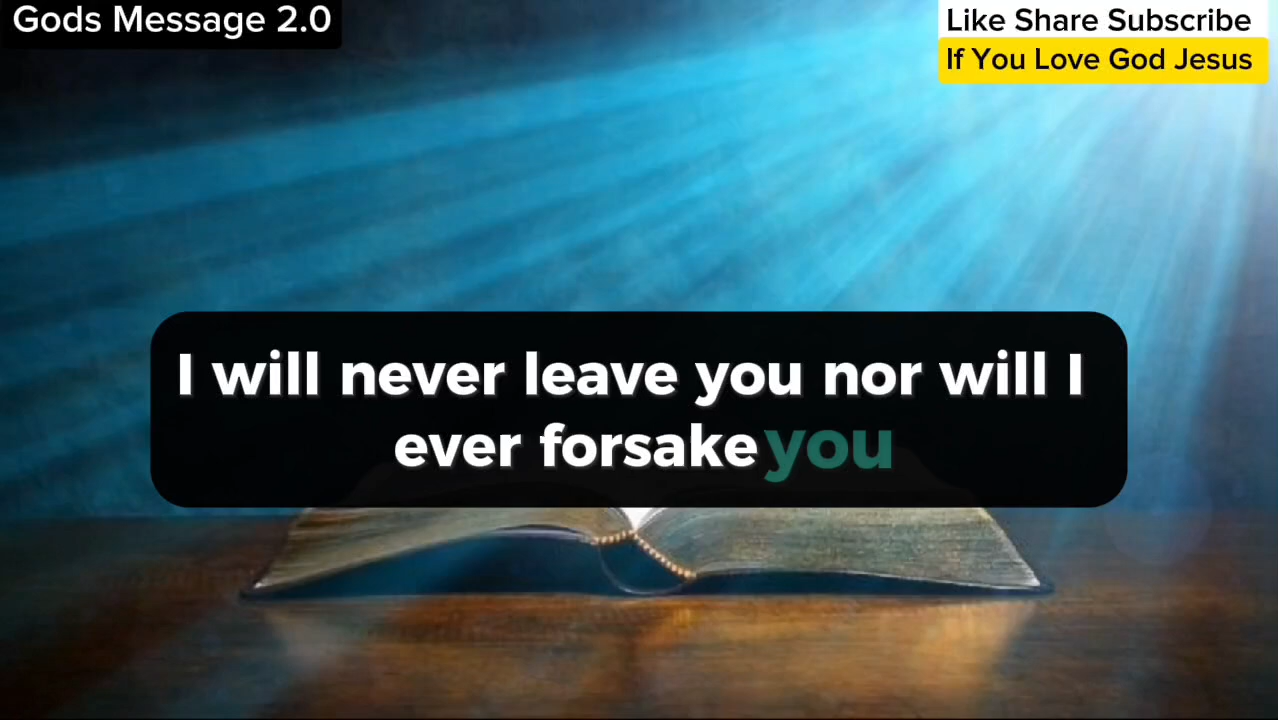 Gods Message 2.0
Like Share Subscribe
If You Love God Jesus
I will never leave you nor will I
ever forsake you